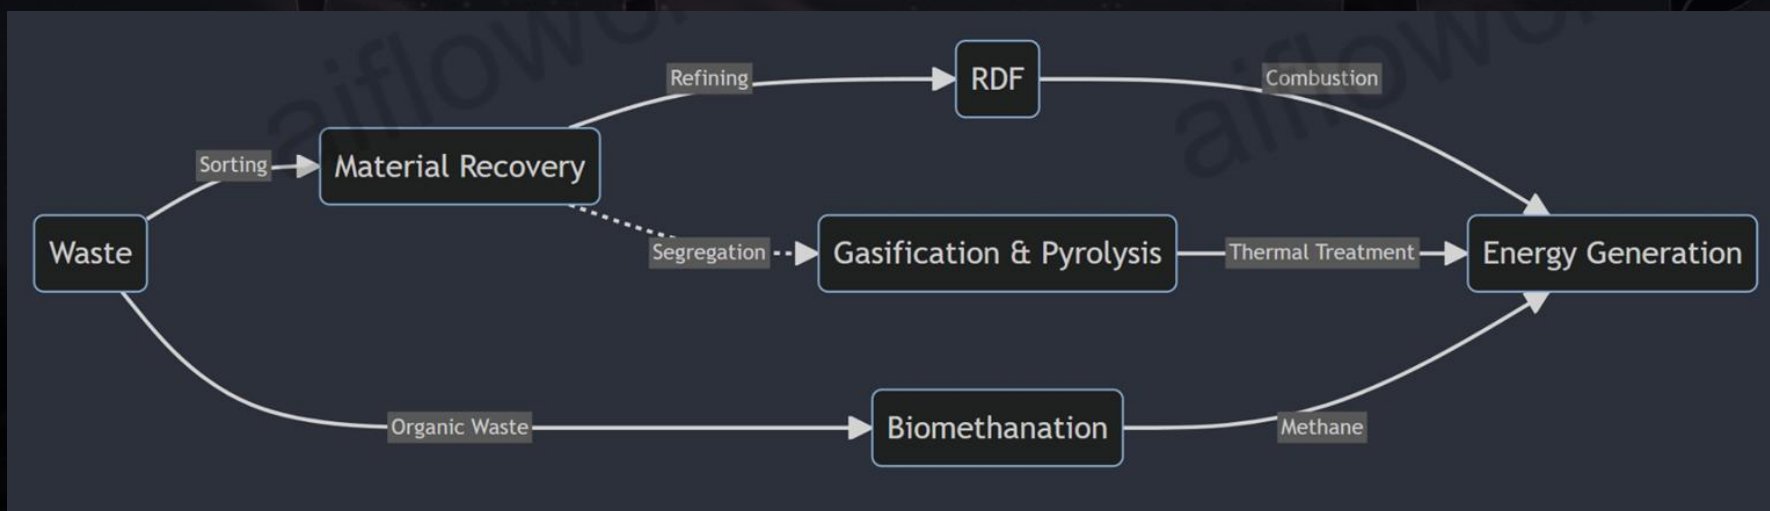 Refining
RDF
Combustion
Sorting
Material Recovery
Waste
Segregation
Gasification & Pyrolysis
Thermal Treatment
Energy Generation
Organic Waste
Biomethanation
Methane